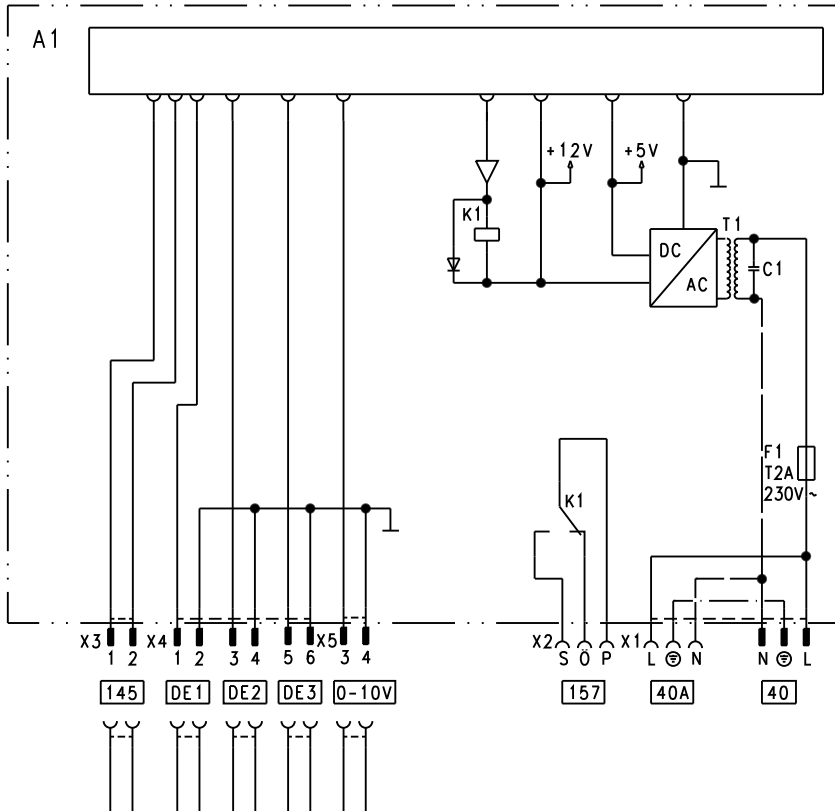 A1
+12V +5V
K1
T1
DC
AC
C1
F1
T2A
230V ~
K1
X3 X4 X5 X2 X1
1 2 1 2 3 4 5 6 3 4 S Ö P L N N L
145 DE1 DE2 DE3 0-10V 157 40A 40